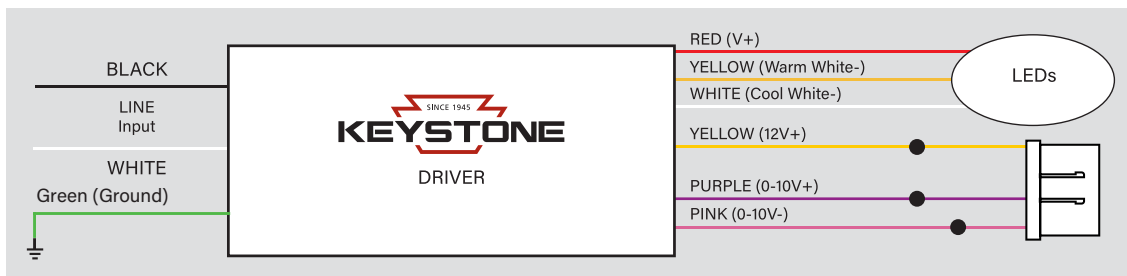 BLACK
LINE
Input
WHITE
Green (Ground)
SINCE 1945
KEYSTONE
DRIVER
RED (V+)
YELLOW (Warm White-)
WHITE (Cool White-)
YELLOW (12V+)
PURPLE (0-10V+)
PINK (0-10V-)
LEDs